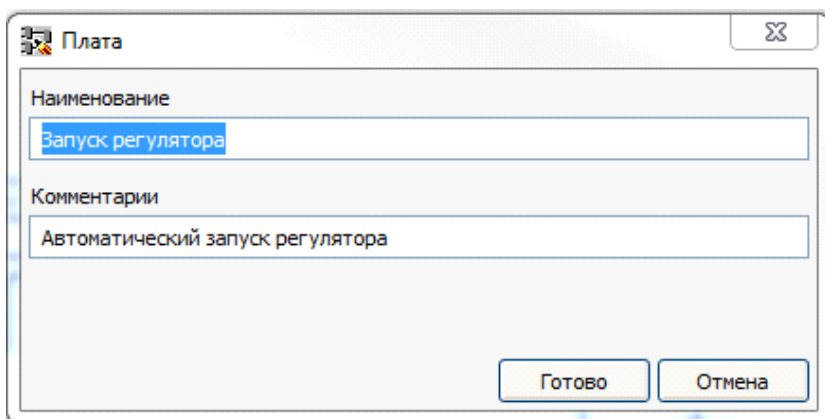 Плата
Наименование
Запуск регулятора
Комментарии
Автоматический запуск регулятора
Готово Отмена